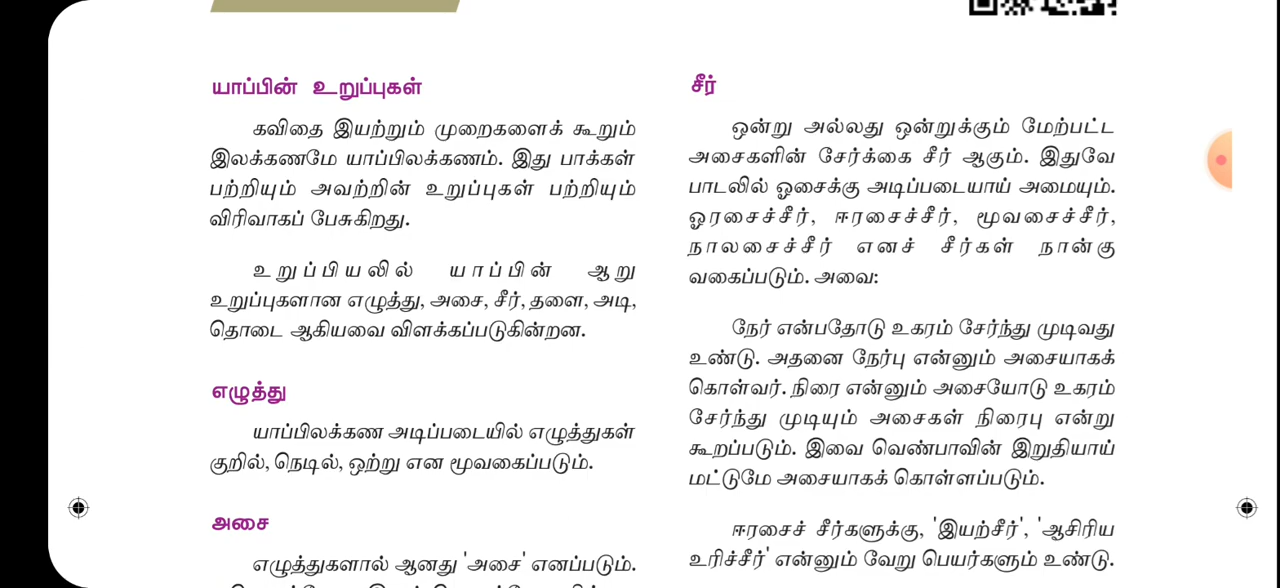 யாப்பின் உறுப்புகள்
கவிதை இயற்றும் முறைகளைக் கூறும்
இலக்கணமே யாப்பிலக்கணம். இது பாக்கள்
பற்றியும் அவற்றின் உறுப்புகள் பற்றியும்
விரிவாகப் பேசுகிறது.
உறுப்பியலில் யாப்பின் ஆறு
உறுப்புகளான எழுத்து, அசை, சீர், தளை, அடி,
தொடை ஆகியவை விளக்கப்படுகின்றன.
எழுத்து
யாப்பிலக்கண அடிப்படையில் எழுத்துகள்
குறில், நெடில், ஒற்று என மூவகைப்படும்.
அசை
எழுத்துகளால் ஆனது 'அசை' எனப்படும்.
சீர்
ஒன்று அல்லது ஒன்றுக்கும் மேற்பட்ட
அசைகளின் சேர்க்கை சீர் ஆகும். இதுவே
பாடலில் ஓசைக்கு அடிப்படையாய் அமையும்.
ஓரசைச்சீர், ஈரசைச்சீர், மூவசைச்சீர்,
நாலசைச்சீர் எனச் சீர்கள் நான்கு
வகைப்படும். அவை:
நேர் என்பதோடு உகரம் சேர்ந்து முடிவது
உண்டு. அதனை நேர்பு என்னும் அசையாகக்
கொள்வர். நிரை என்னும் அசையோடு உகரம்
சேர்ந்து முடியும் அசைகள் நிரைபு என்று
கூறப்படும். இவை வெண்பாவின் இறுதியாய்
மட்டுமே அசையாகக் கொள்ளப்படும்.
ஈரசைச் சீர்களுக்கு, 'இயற்சீர்', 'ஆசிரிய
உரிச்சீர்' என்னும் வேறு பெயர்களும் உண்டு.